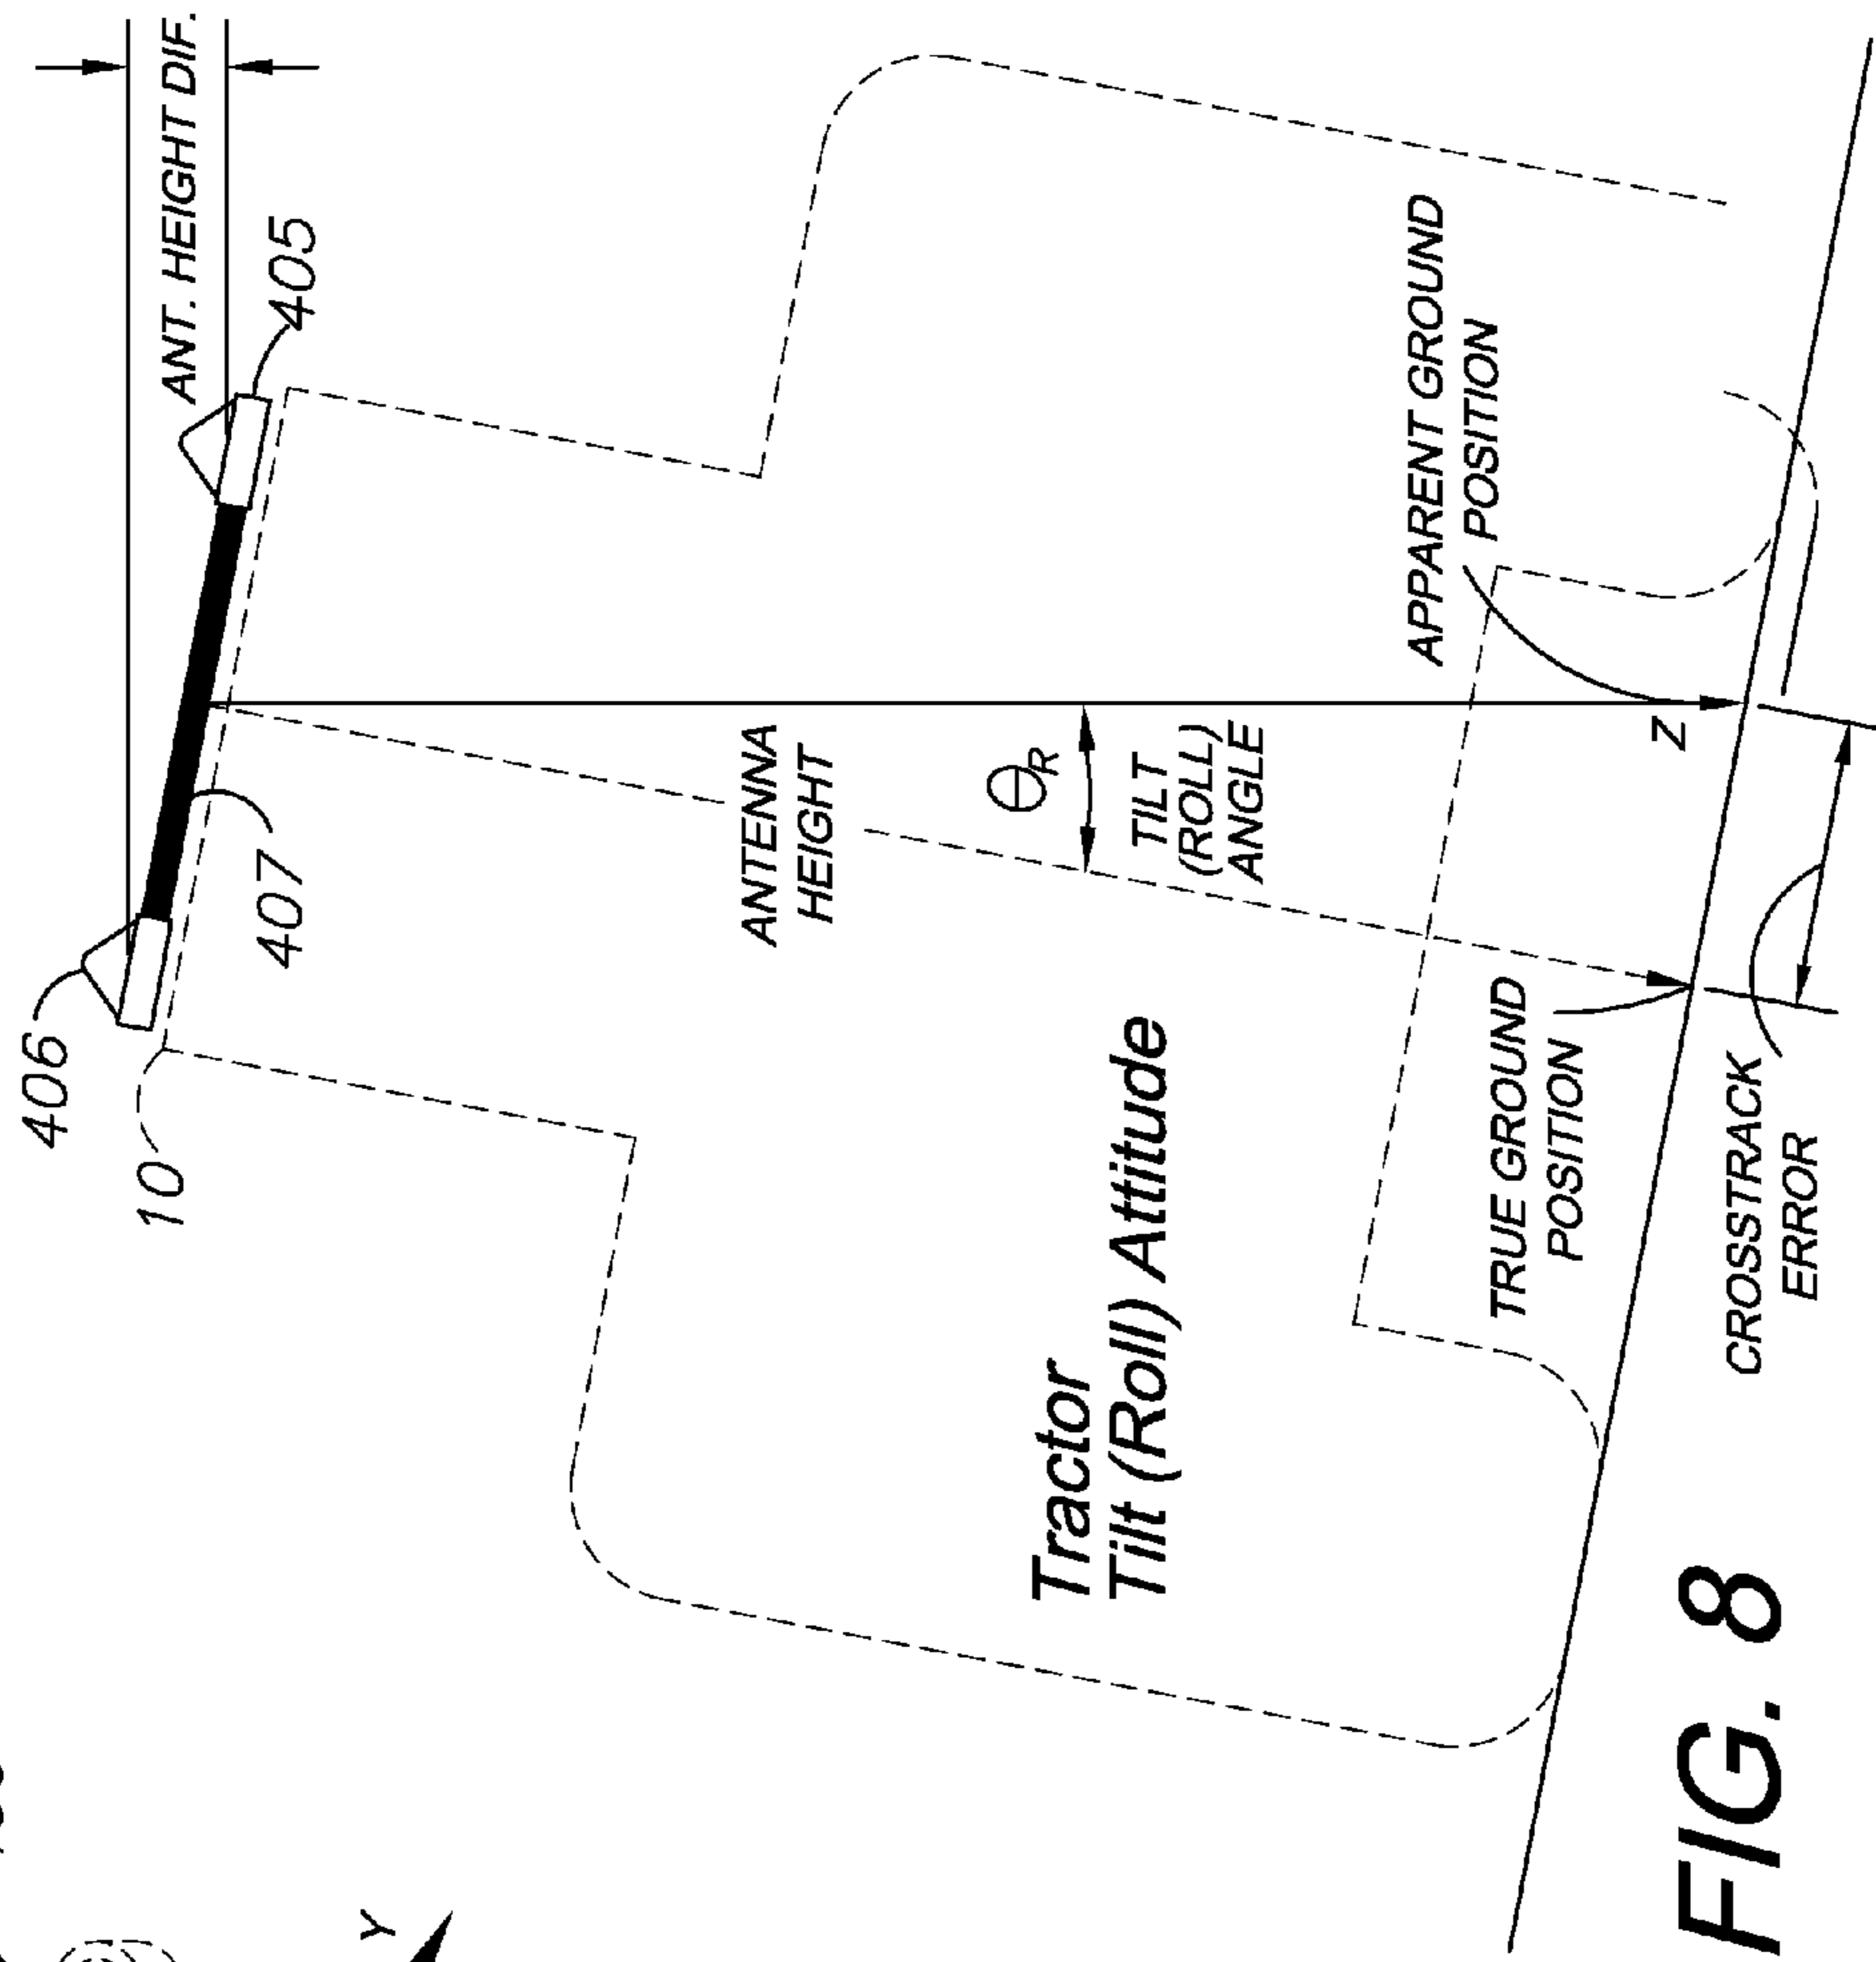 ANT. HEIGHT DIF.
406
405
10
407
ANTENNA
HEIGHT
θR
TILT
(ROLL)
ANGLE
APPARENT GROUND
POSITION
Z
Tractor
Tilt (Roll) Attitude
TRUE GROUND
POSITION
CROSSTRACK
ERROR
Y
FIG. 8